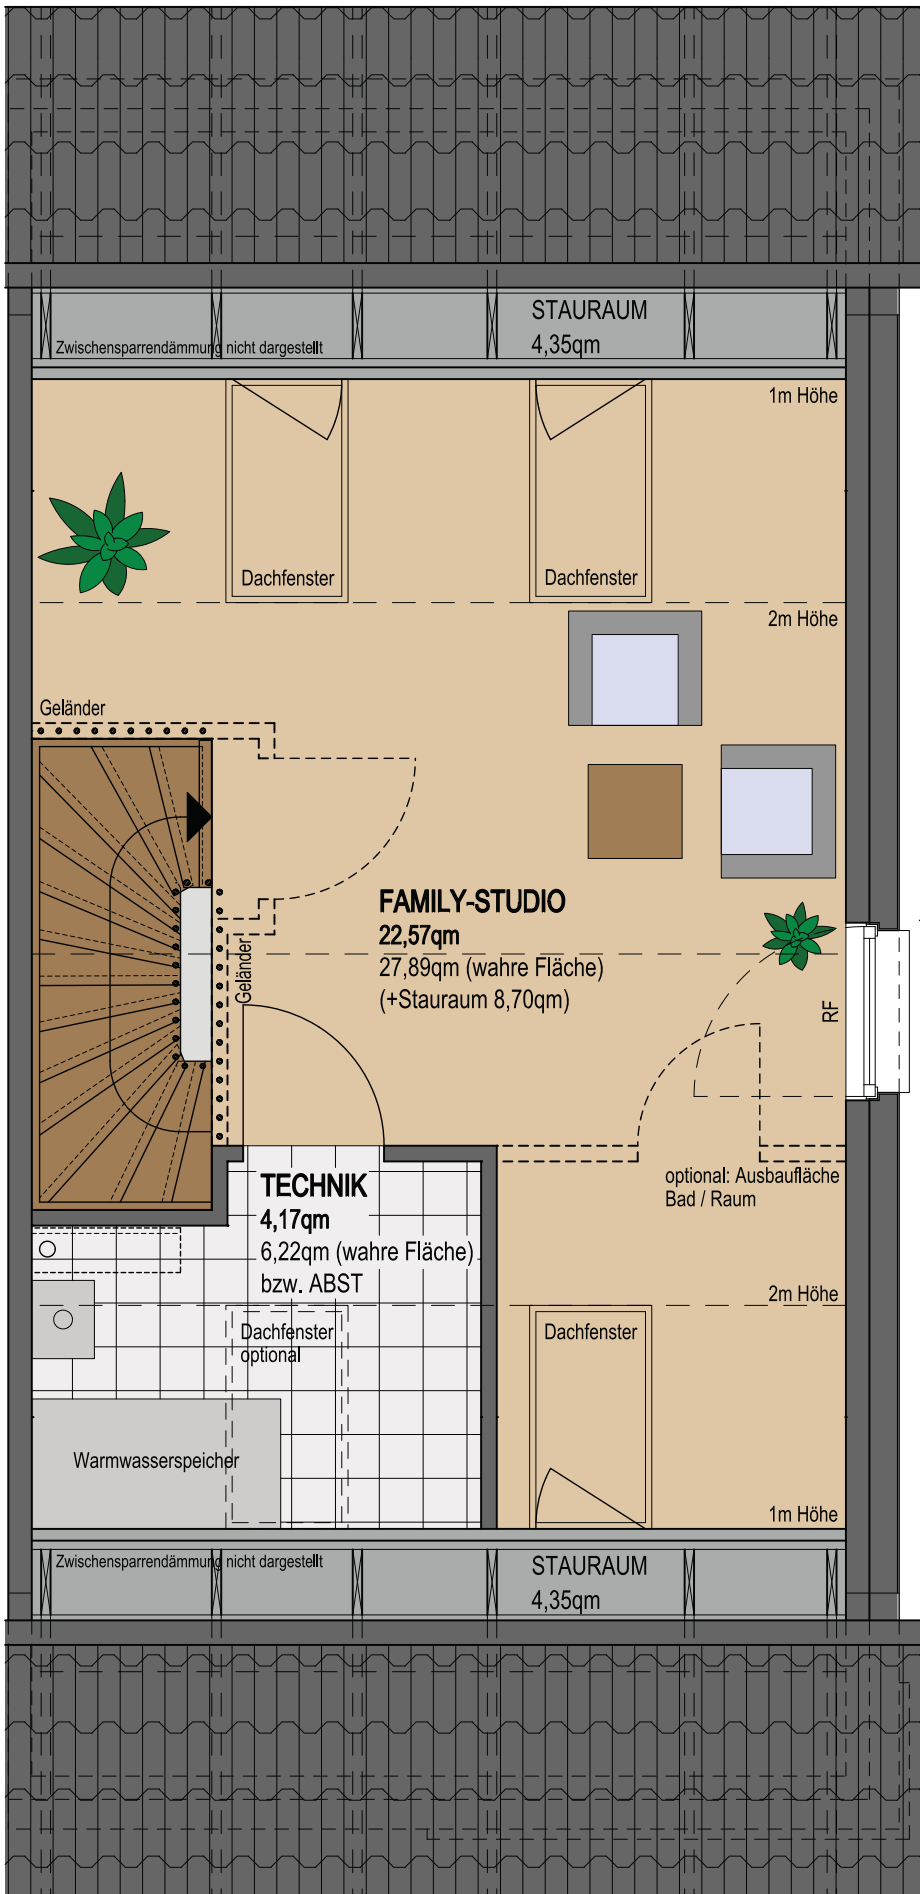 STAURAUM
4,35qm
Zwischensparrendämmung nicht dargestellt
1m Höhe
Dachfenster
Dachfenster
2m Höhe
Geländer
FAMILY-STUDIO
22,57qm
27,89qm (wahre Fläche)
(+Stauraum 8,70qm)
Geländer
RF
TECHNIK
4,17qm
6,22qm (wahre Fläche)
bzw. ABST
optional: Ausbaufläche
Bad / Raum
2m Höhe
Dachfenster
optional
Dachfenster
Warmwasserspeicher
1m Höhe
Zwischensparrendämmung nicht dargestellt
STAURAUM
4,35qm